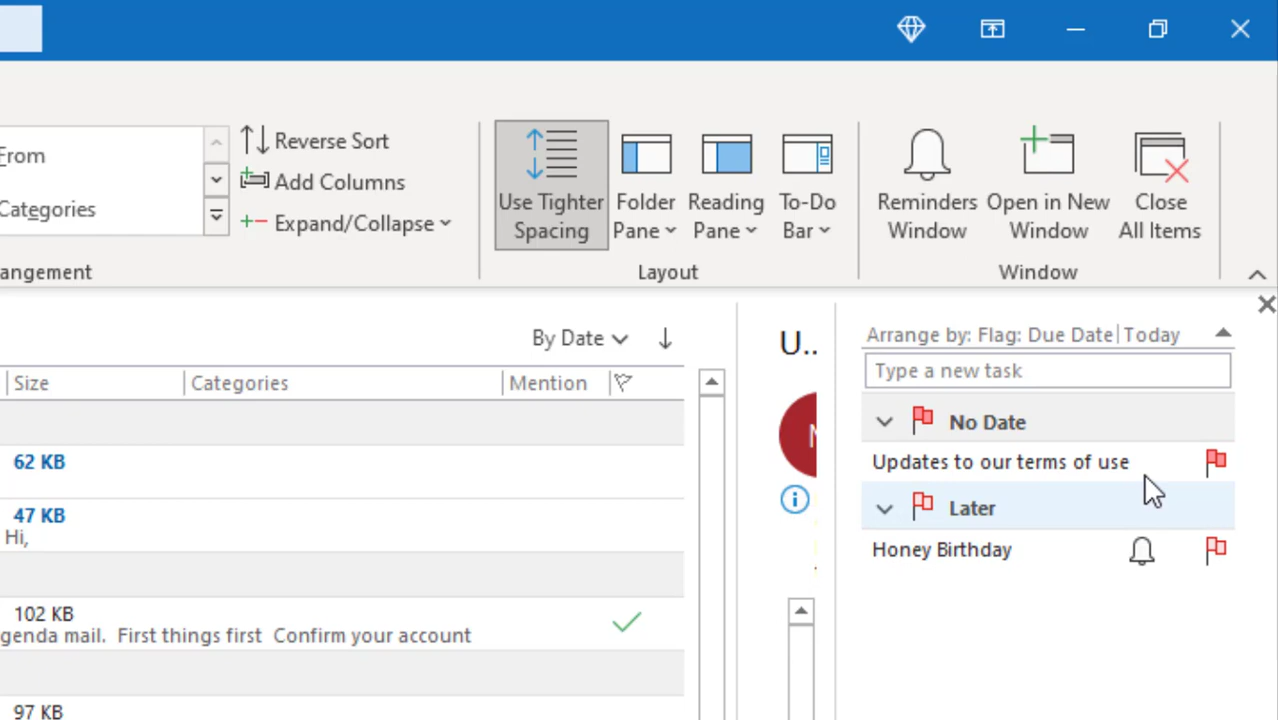 From
Categories
Reverse Sort
Add Columns
Expand/Collapse
angement
Use Tighter
Spacing
Folder
Pane
Reading
Pane
To-Do
Bar
Layout
Reminders
Window
Open in New
Window
Close
All Items
Window
By Date
Size
Categories
Mention
62 KB
47 KB
Hi,
102 KB
genda mail. First things first Confirm your account
97 KB
U..
Arrange by: Flag: Due Date
Today
Type a new task
No Date
Updates to our terms of use
Later
Honey Birthday